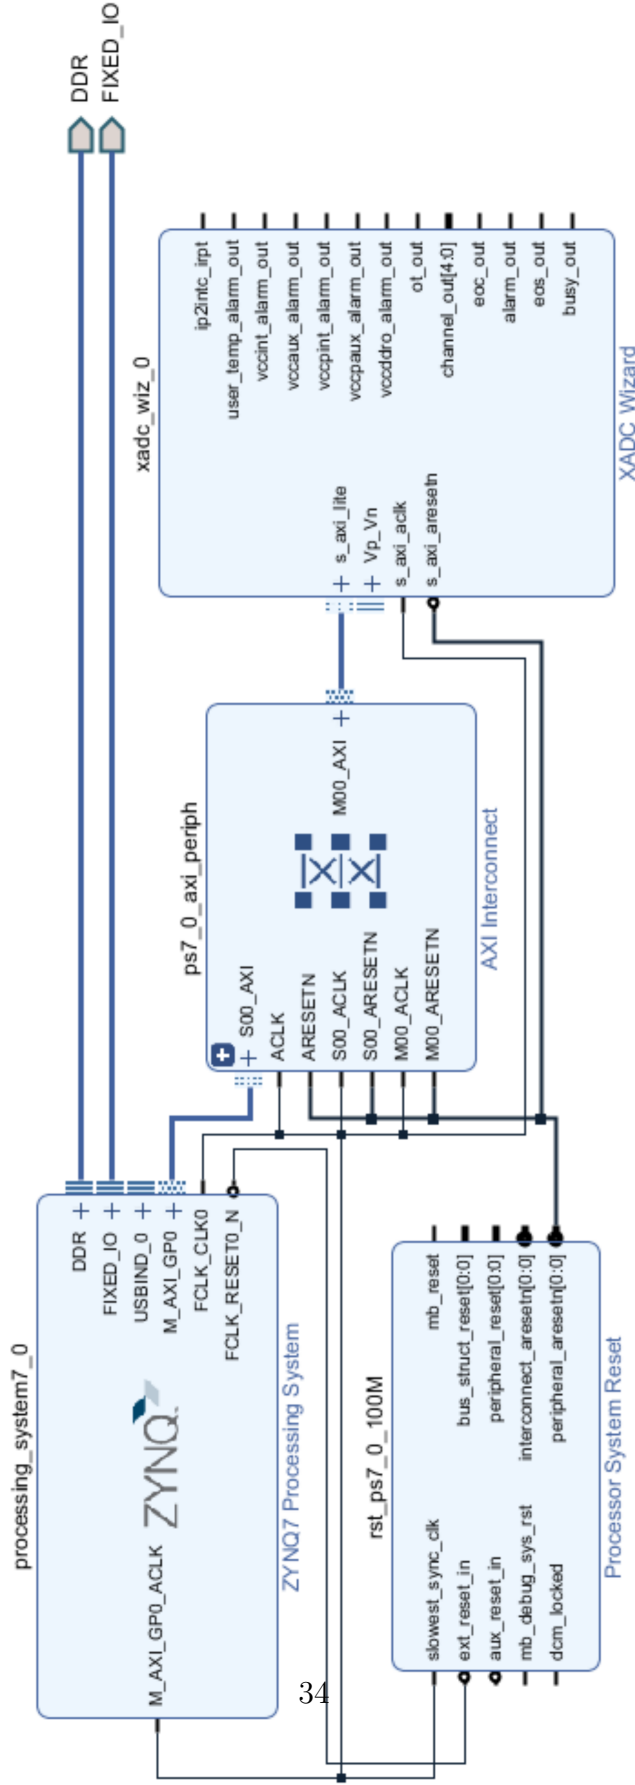 processing_system7_0
M_AXI_GP0_ACLK
ZYNQ
DDR
FIXED_IO
USBIND_0
M_AXI_GP0
FCLK_CLK0
FCLK_RESET0_N
ZYNQ7 Processing System
rst_ps7_0_100M
slowest_sync_clk
ext_reset_in
aux_reset_in
mb_debug_sys_rst
dcm_locked
mb_reset
bus_struct_reset[0:0]
peripheral_reset[0:0]
interconnect_aresetn[0:0]
peripheral_aresetn[0:0]
Processor System Reset
ps7_0_axi_periph
S00_AXI
ACLK
ARESETN
S00_ACLK
S00_ARESETN
M00_ACLK
M00_ARESETN
M00_AXI
AXI Interconnect
xadc_wiz_0
s_axi_lite
Vp_Vn
s_axi_aclk
s_axi_aresetn
ip2intc_irpt
user_temp_alarm_out
vccint_alarm_out
vccaux_alarm_out
vccpint_alarm_out
vccpaux_alarm_out
vccddro_alarm_out
ot_out
channel_out[4:0]
eoc_out
alarm_out
eos_out
busy_out
XADC Wizard
DDR
FIXED_IO
34